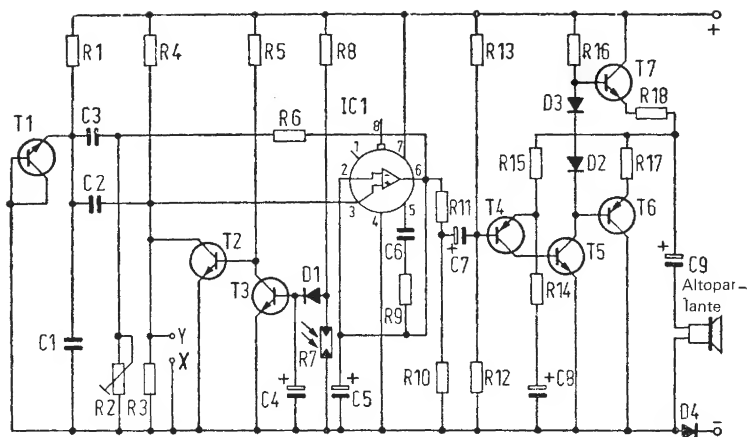 +
R1
R4
R5
R8
R13
R16
T7
D3
R18
T1
C3
R6
IC1
8
7
1
2
6
3
4
5
C2
R15
D2
R17
R11
T4
T6
T2
C6
C7
+
T5
+
C9
Altopar-
lante
T3
D1
R9
R14
C1
Y
X
R7
R2
R3
+
C4
+
C5
R10
R12
+
C8
D4
–